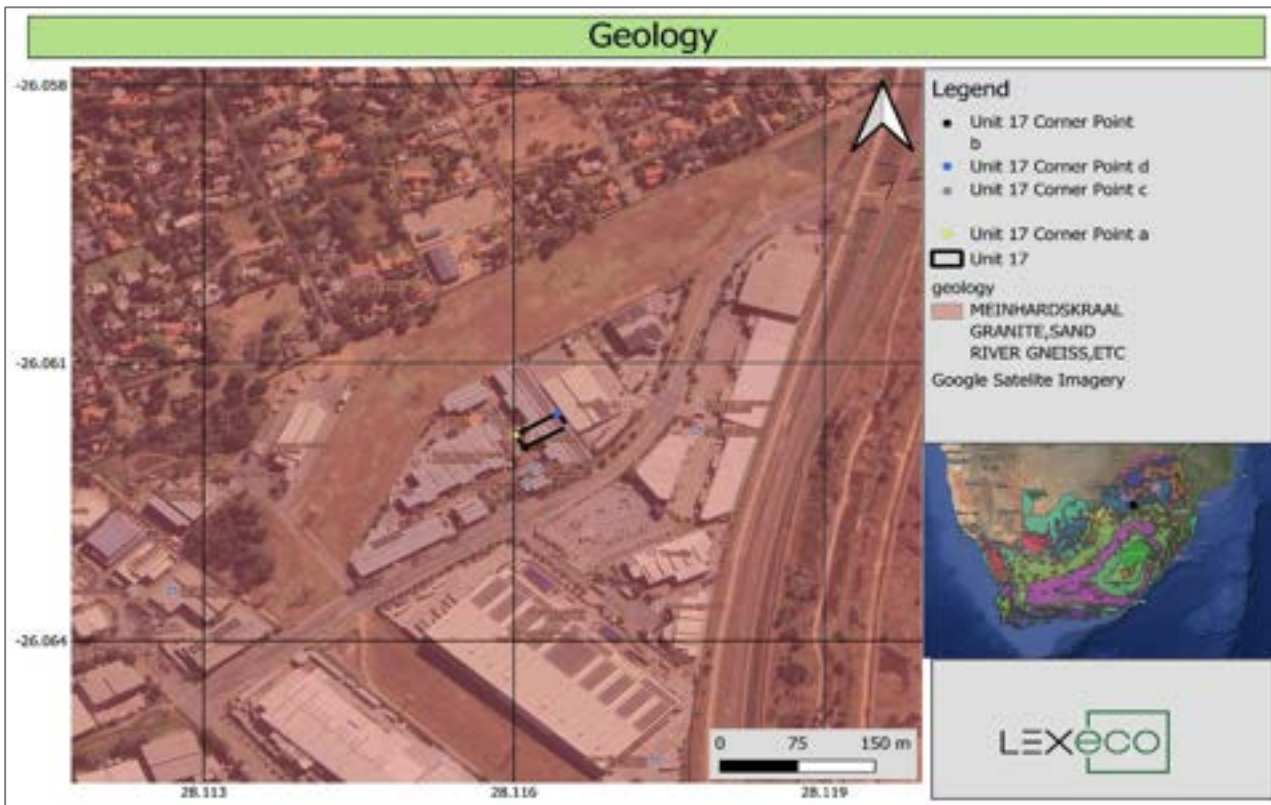 Geology
-26.058
-26.061
-26.064
28.113
28.116
28.119
0 75 150 m
Legend
Unit 17 Corner Point
b
Unit 17 Corner Point d
Unit 17 Corner Point c
Unit 17 Corner Point a
Unit 17
geology
MEINHARDSKRAAL
GRANITE,SAND
RIVER GNEISS,ETC
Google Satelite Imagery
LEXeCO